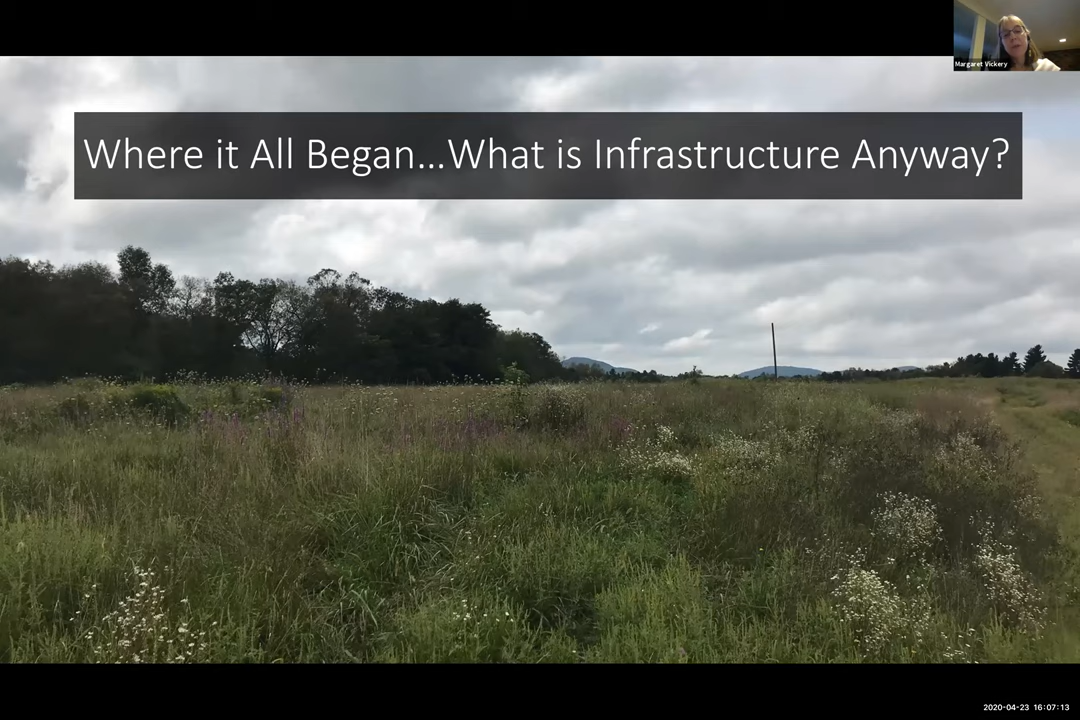 Margaret Vickery
Where it All Began...What is Infrastructure Anyway?
2020-04-23 16:07:13